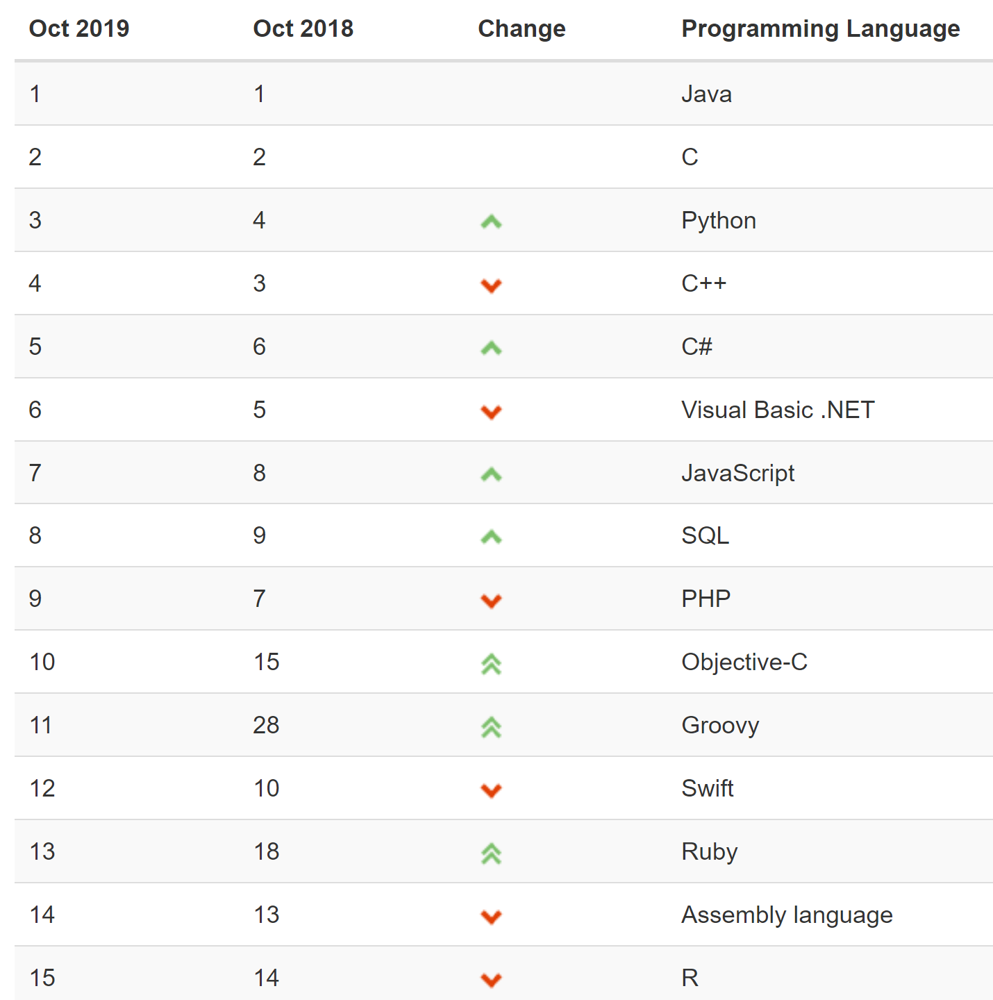 Oct 2019 Oct 2018 Change Programming Language
1 1 Java
2 2 C
3 4 Python
4 3 C++
5 6 C#
6 5 Visual Basic .NET
7 8 JavaScript
8 9 SQL
9 7 PHP
10 15 Objective-C
11 28 Groovy
12 10 Swift
13 18 Ruby
14 13 Assembly language
15 14 R